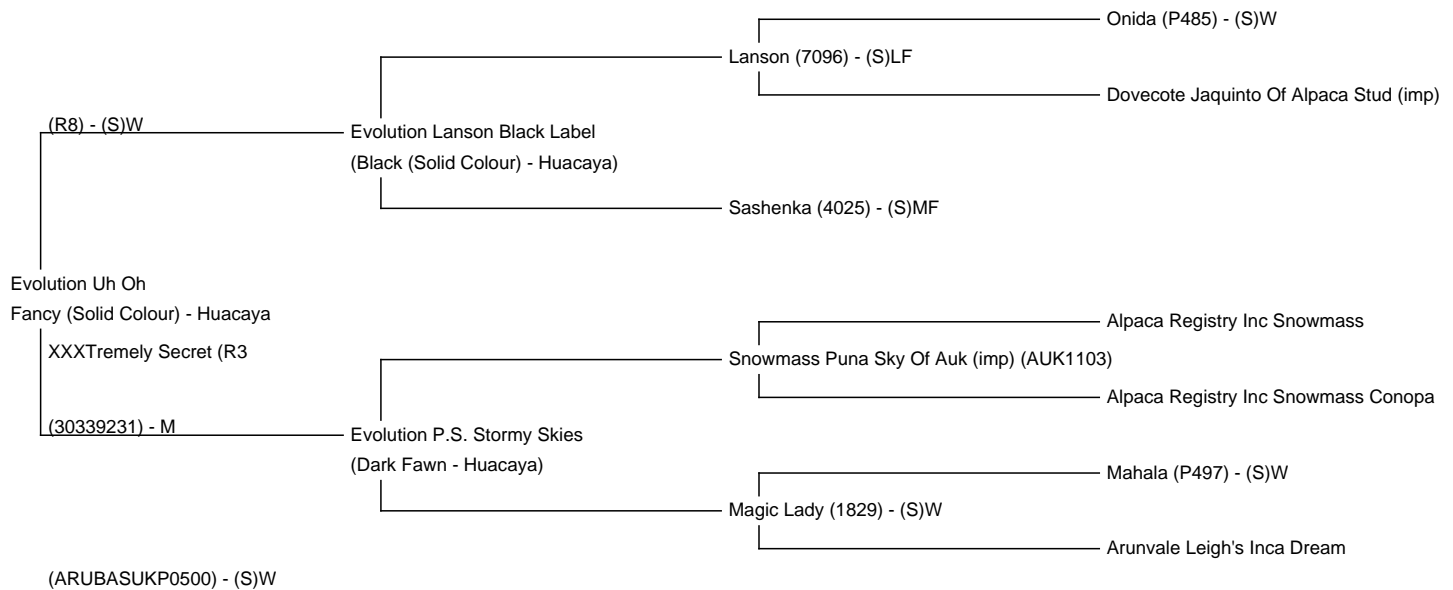 Onida (P485) - (S)W
Lanson (7096) - (S)LF
Dovecote Jaquinto Of Alpaca Stud (imp)
(R8) - (S)W
Evolution Lanson Black Label
(Black (Solid Colour) - Huacaya)
Sashenka (4025) - (S)MF
Evolution Uh Oh
Fancy (Solid Colour) - Huacaya
Alpaca Registry Inc Snowmass
XXXTremely Secret (R3
Snowmass Puna Sky Of Auk (imp) (AUK1103)
Alpaca Registry Inc Snowmass Conopa
(30339231) - M
Evolution P.S. Stormy Skies
(Dark Fawn - Huacaya)
Mahala (P497) - (S)W
Magic Lady (1829) - (S)W
Arunvale Leigh's Inca Dream
(ARUBASUKP0500) - (S)W